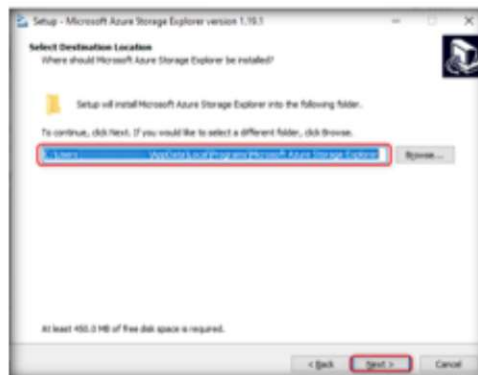 Setup - Microsoft Azure Storage Explorer version 1.19.1
Select Destination Location
Where should Microsoft Azure Storage Explorer be installed?
Setup will install Microsoft Azure Storage Explorer into the following folder.
To continue, click Next. If you would like to select a different folder, click Browse.
C:\Users \AppData\Local\Programs\Microsoft Azure Storage Explorer
Browse...
At least 450.0 MB of free disk space is required.
< Back
Next >
Cancel